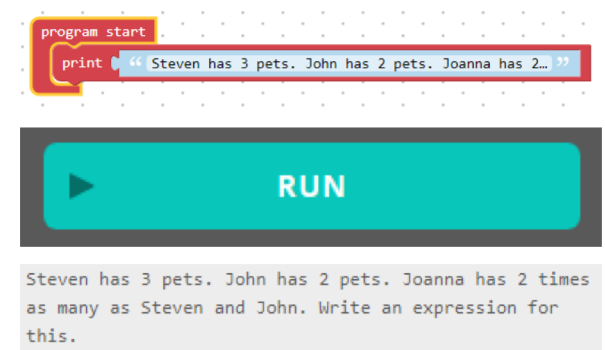 program start
print “ Steven has 3 pets. John has 2 pets. Joanna has 2… ”
RUN
Steven has 3 pets. John has 2 pets. Joanna has 2 times
as many as Steven and John. Write an expression for
this.